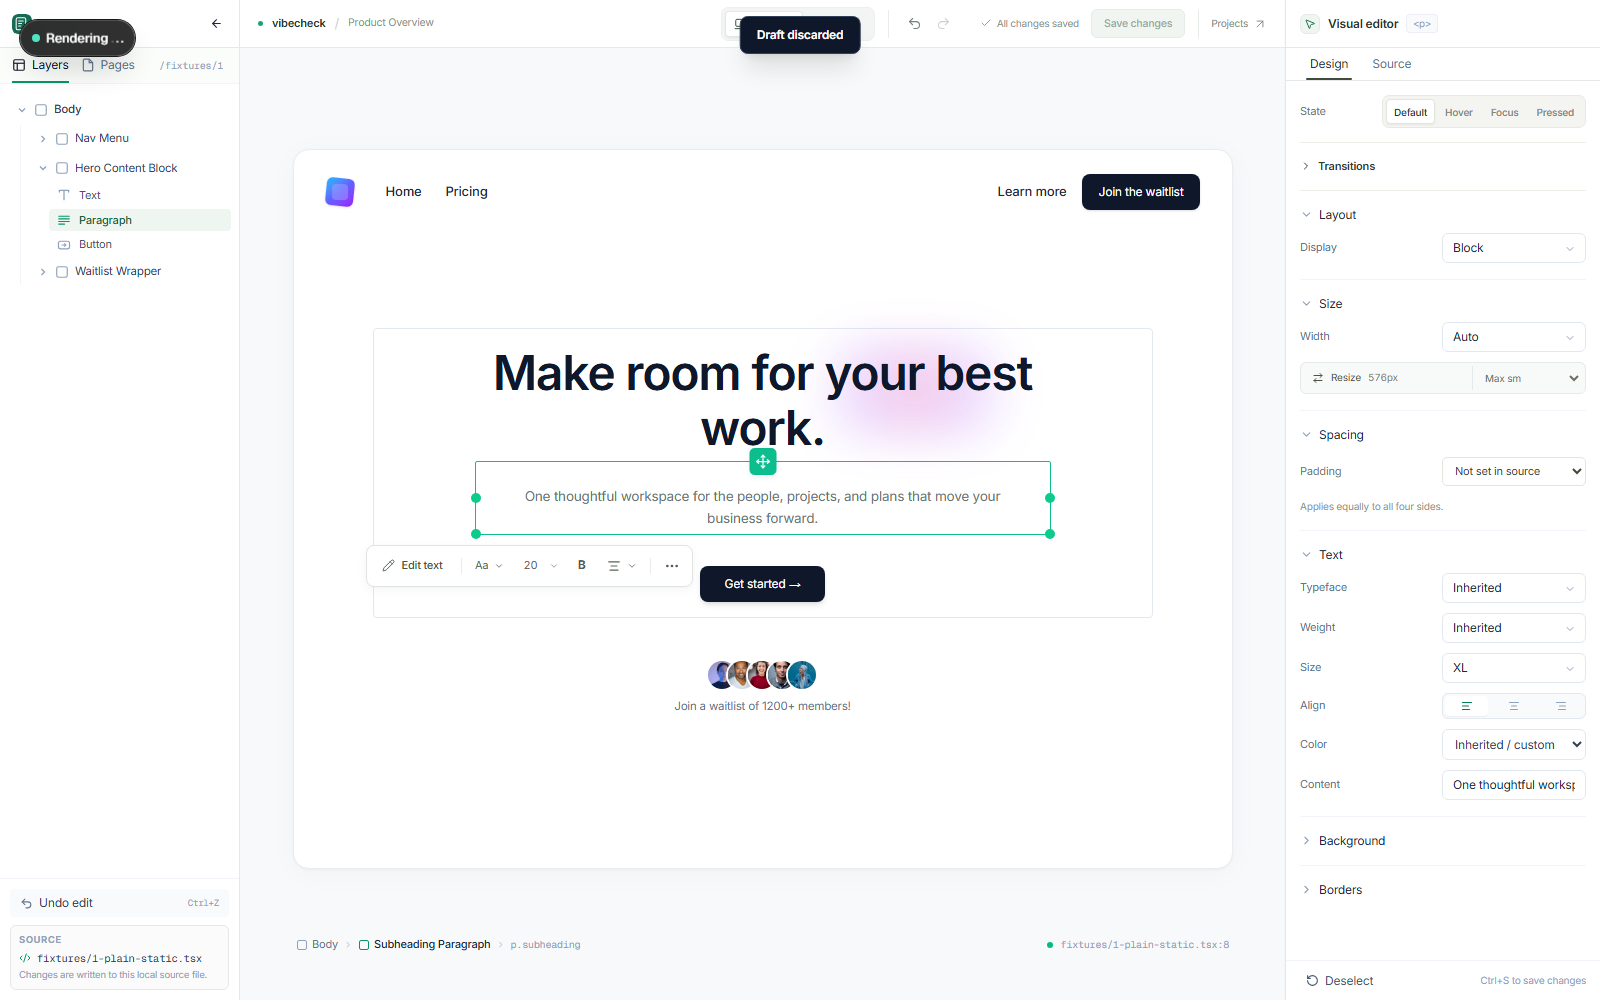 Rendering ...
Layers
Pages
/fixtures/1
Body
Nav Menu
Hero Content Block
Text
Paragraph
Button
Waitlist Wrapper
Undo edit
Ctrl+Z
SOURCE
fixtures/1-plain-static.tsx
Changes are written to this local source file.
vibecheck / Product Overview
Draft discarded
All changes saved
Save changes
Projects
Home
Pricing
Learn more
Join the waitlist
Make room for your best
work.
One thoughtful workspace for the people, projects, and plans that move your
business forward.
Edit text
Aa
20
B
Get started →
Join a waitlist of 1200+ members!
Body › Subheading Paragraph › p.subheading
fixtures/1-plain-static.tsx:8
Visual editor
<p>
Design
Source
State
Default
Hover
Focus
Pressed
Transitions
Layout
Display
Block
Size
Width
Auto
Resize 576px
Max sm
Spacing
Padding
Not set in source
Applies equally to all four sides.
Text
Typeface
Inherited
Weight
Inherited
Size
XL
Align
Color
Inherited / custom
Content
One thoughtful worksp
Background
Borders
Deselect
Ctrl+S to save changes